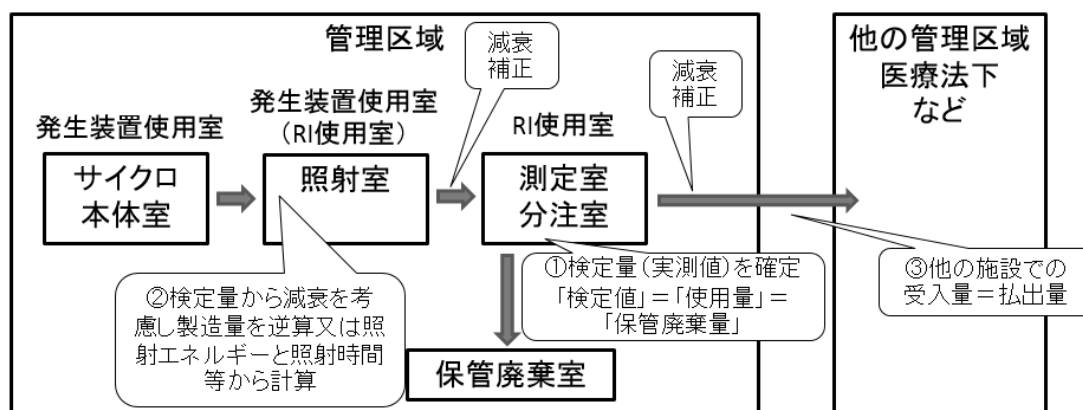 管理区域
減衰
補正
減衰
補正
他の管理区域
医療法下
など
発生装置使用室
発生装置使用室
（RI使用室）
RI使用室
サイクロ
本体室
照射室
測定室
分注室
①検定量（実測値）を確定
「検定値」＝「使用量」＝
「保管廃棄量」
②検定量から減衰を考
慮し製造量を逆算又は照
射エネルギーと照射時間
等から計算
③他の施設での
受入量＝払出量
保管廃棄室